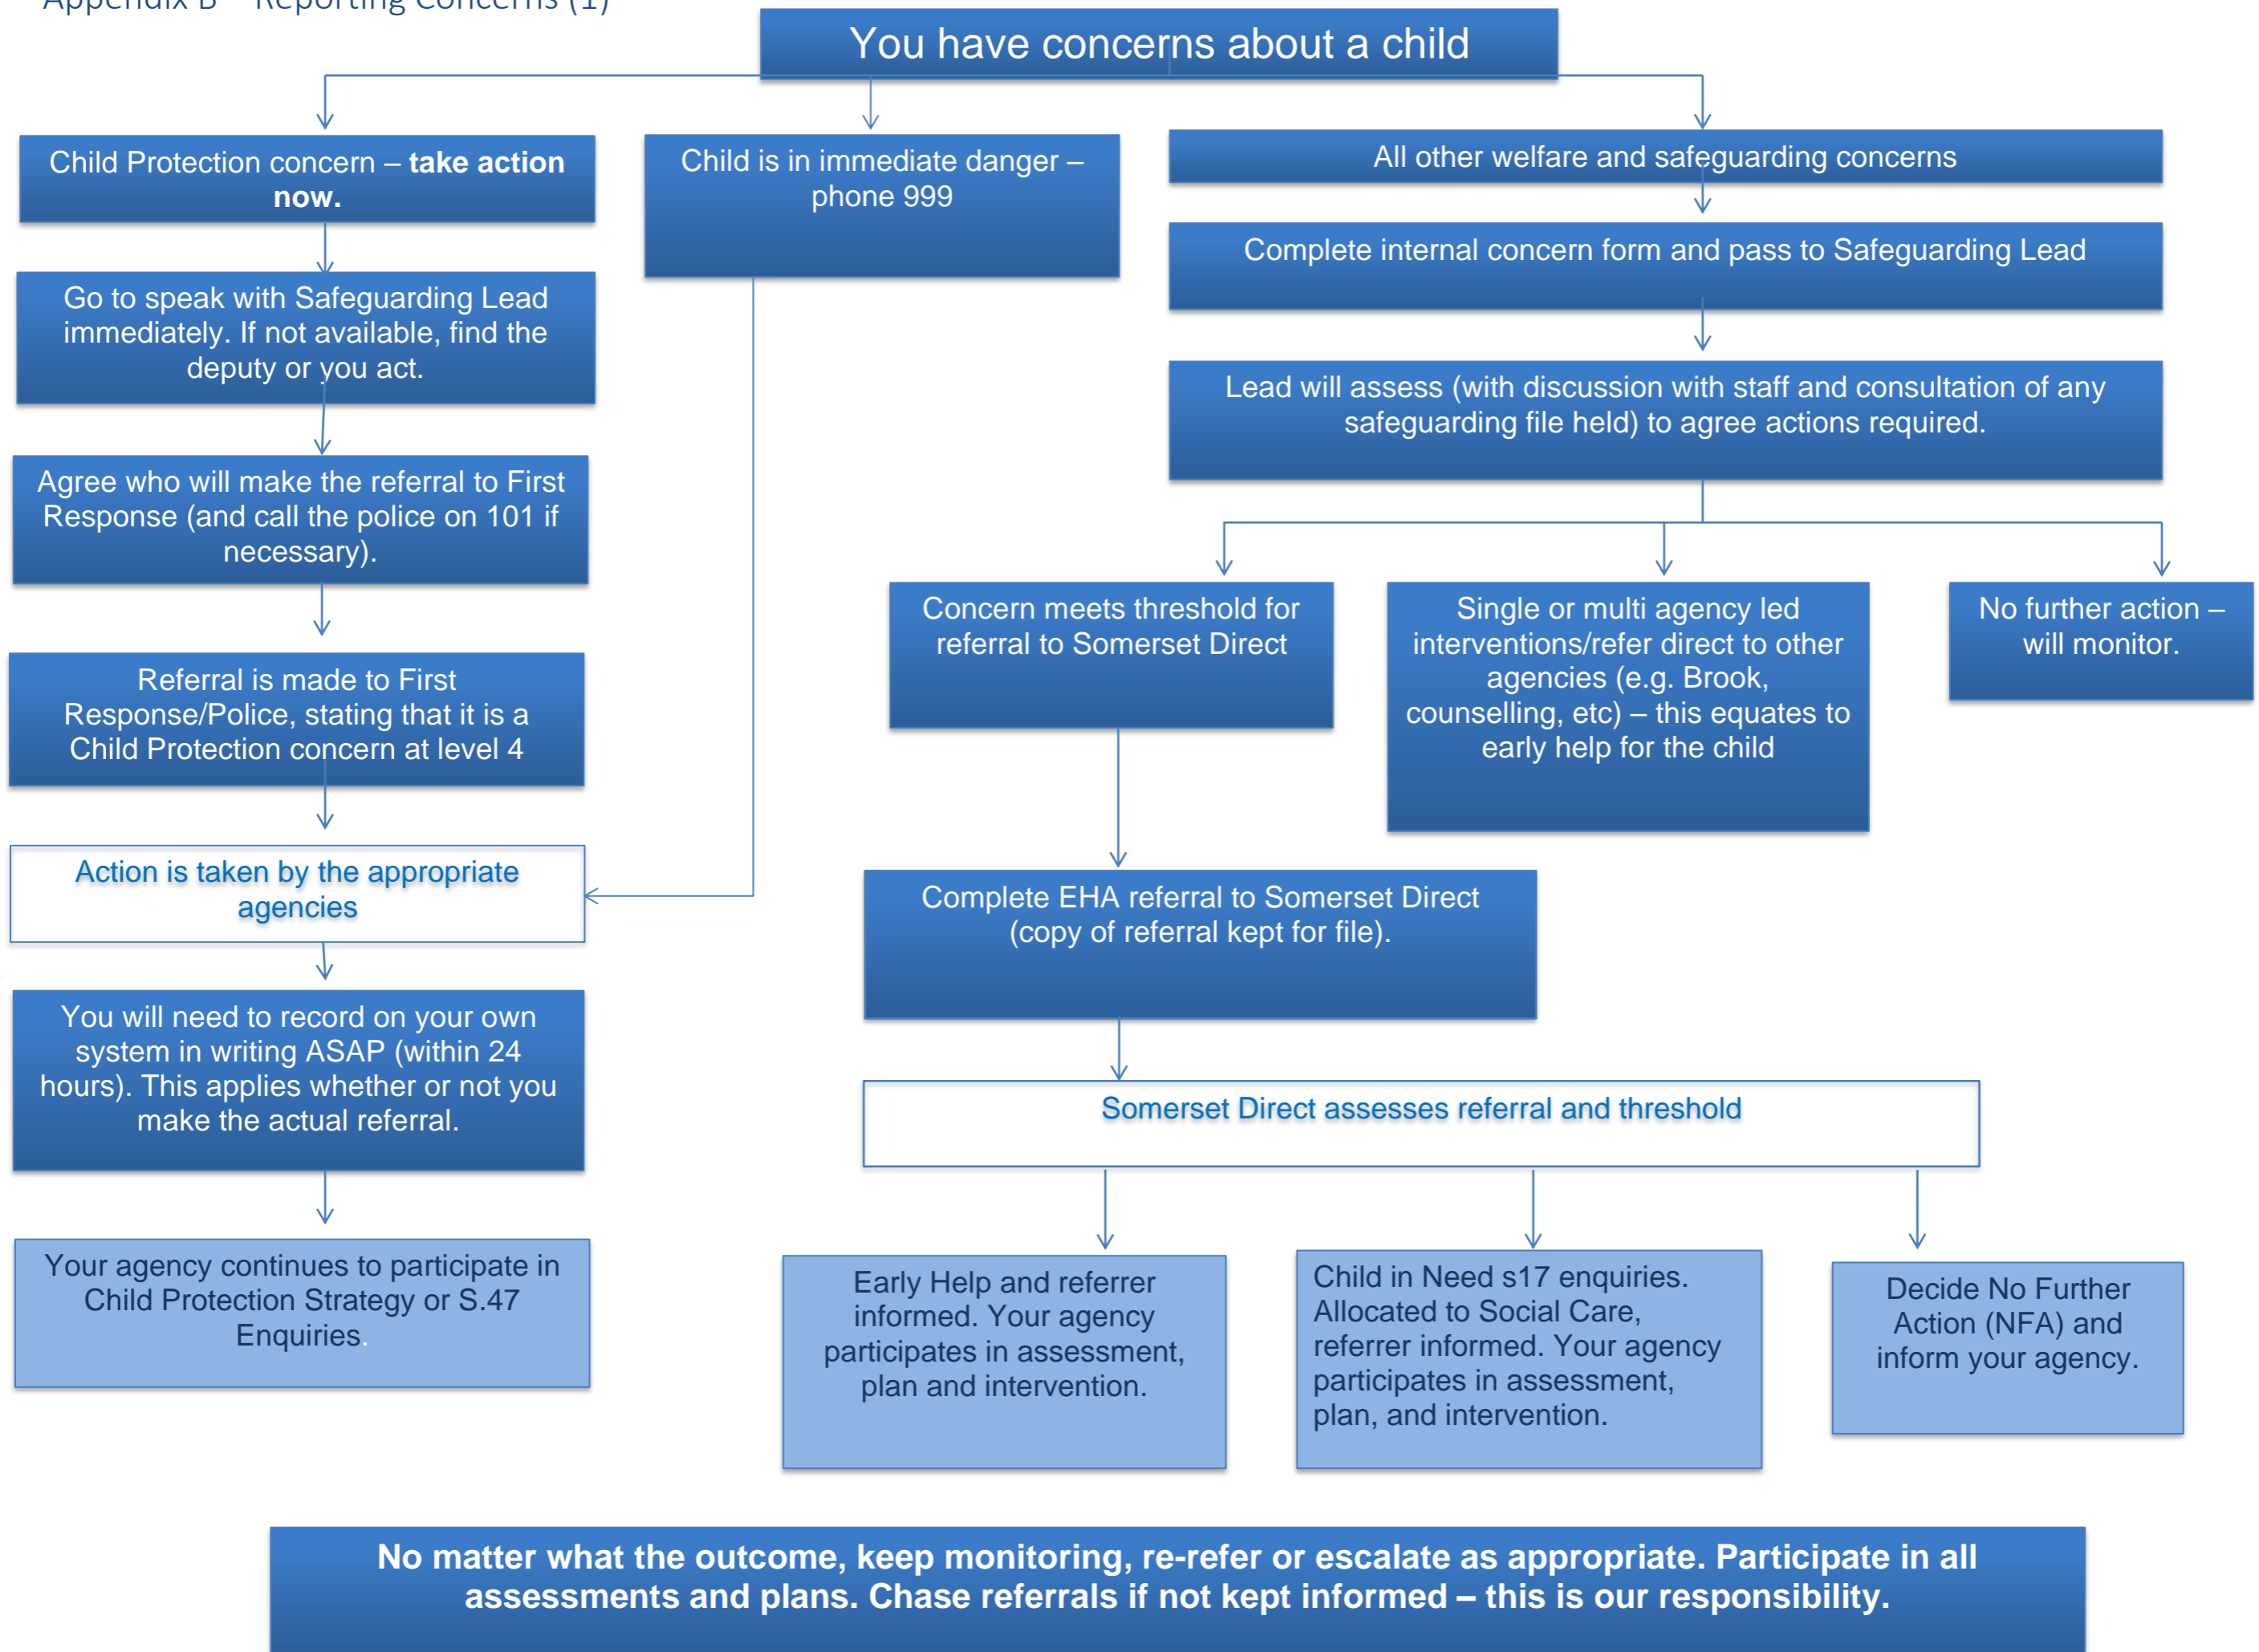 Appendix B – Reporting Concerns (1)
You have concerns about a child
Child Protection concern – take action
now.
Go to speak with Safeguarding Lead
immediately. If not available, find the
deputy or you act.
Agree who will make the referral to First
Response (and call the police on 101 if
necessary).
Referral is made to First
Response/Police, stating that it is a
Child Protection concern at level 4
Action is taken by the appropriate
agencies
You will need to record on your own
system in writing ASAP (within 24
hours). This applies whether or not you
make the actual referral.
Your agency continues to participate in
Child Protection Strategy or S.47
Enquiries.
Child is in immediate danger –
phone 999
All other welfare and safeguarding concerns
Complete internal concern form and pass to Safeguarding Lead
Lead will assess (with discussion with staff and consultation of any
safeguarding file held) to agree actions required.
Concern meets threshold for
referral to Somerset Direct
Single or multi agency led
interventions/refer direct to other
agencies (e.g. Brook,
counselling, etc) – this equates to
early help for the child
No further action –
will monitor.
Complete EHA referral to Somerset Direct
(copy of referral kept for file).
Somerset Direct assesses referral and threshold
Early Help and referrer
informed. Your agency
participates in assessment,
plan and intervention.
Child in Need s17 enquiries.
Allocated to Social Care,
referrer informed. Your agency
participates in assessment,
plan, and intervention.
Decide No Further
Action (NFA) and
inform your agency.
No matter what the outcome, keep monitoring, re-refer or escalate as appropriate. Participate in all
assessments and plans. Chase referrals if not kept informed – this is our responsibility.